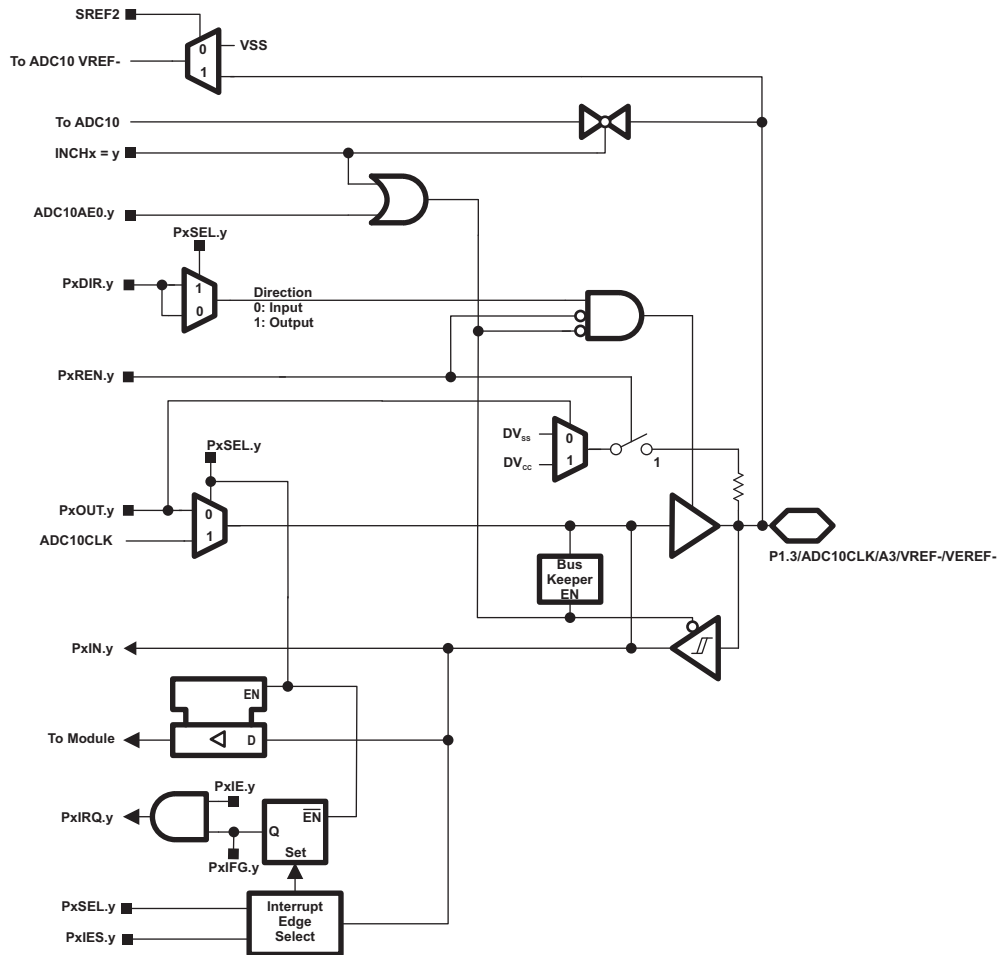 SREF2
VSS
0
To ADC10 VREF-
1
To ADC10
INCHx = y
ADC10AE0.y
PxSEL.y
PxDIR.y
1
0
Direction
0: Input
1: Output
PxREN.y
DVSS
0
DVCC
1
1
PxSEL.y
PxOUT.y
0
ADC10CLK
1
Bus
Keeper
EN
P1.3/ADC10CLK/A3/VREF-/VEREF-
PxIN.y
EN
To Module
D
PxIE.y
PxIRQ.y
EN
Q
Set
PxIFG.y
PxSEL.y
PxIES.y
Interrupt
Edge
Select